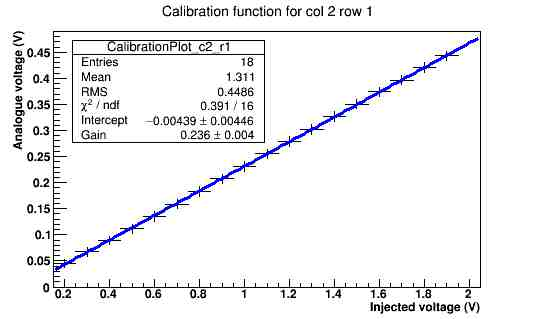 Calibration function for col 2 row 1
Analogue voltage (V)
CalibrationPlot_c2_r1
Entries 18
Mean 1.311
RMS 0.4486
χ² / ndf 0.391 / 16
Intercept −0.00439 ± 0.00446
Gain 0.236 ± 0.004
0.45
0.4
0.35
0.3
0.25
0.2
0.15
0.1
0.05
0
0.2 0.4 0.6 0.8 1 1.2 1.4 1.6 1.8 2
Injected voltage (V)